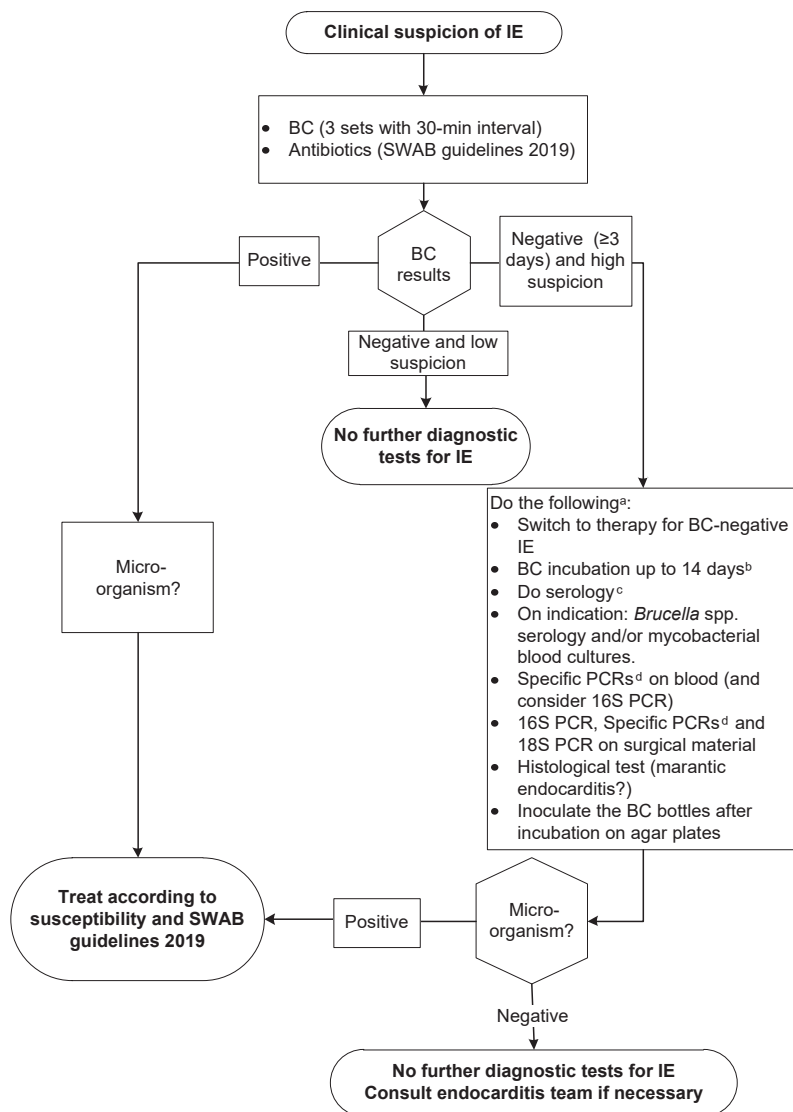 Clinical suspicion of IE
• BC (3 sets with 30-min interval)
• Antibiotics (SWAB guidelines 2019)
Positive
BC
results
Negative (≥3
days) and high
suspicion
Negative and low
suspicion
No further diagnostic
tests for IE
Do the followingᵃ:
• Switch to therapy for BC-negative
IE
• BC incubation up to 14 daysᵇ
• Do serologyᶜ
• On indication: Brucella spp.
serology and/or mycobacterial
blood cultures.
• Specific PCRsᵈ on blood (and
consider 16S PCR)
• 16S PCR, Specific PCRsᵈ and
18S PCR on surgical material
• Histological test (marantic
endocarditis?)
• Inoculate the BC bottles after
incubation on agar plates
Micro-
organism?
Treat according to
susceptibility and SWAB
guidelines 2019
Positive
Micro-
organism?
Negative
No further diagnostic tests for IE
Consult endocarditis team if necessary